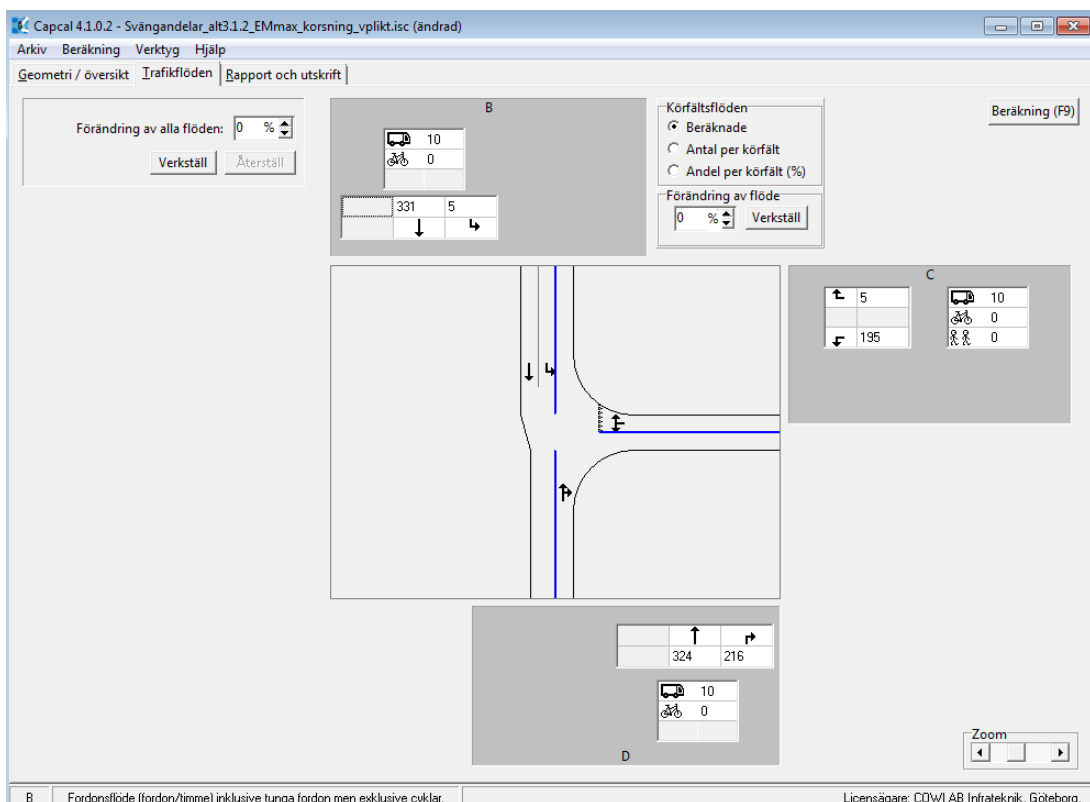 Capcal 4.1.0.2 - Svängandelar_alt3.1.2_EMmax_korsning_vplikt.isc (ändrad)
Arkiv Beräkning Verktyg Hjälp
Geometri / översikt Trafikflöden Rapport och utskrift
Förändring av alla flöden: 0 %
Verkställ Återställ
B
10
0
331 5
Körfältsflöden
Beräknade
Antal per körfält
Andel per körfält (%)
Förändring av flöde
0 % Verkställ
Beräkning (F9)
C
5 10
0
195 0
324 216
10
0
D
Zoom
B Fordonsflöde (fordon/timme) inklusive tunga fordon men exklusive cyklar. Licensägare: COWI AB Infrateknik, Göteborg.